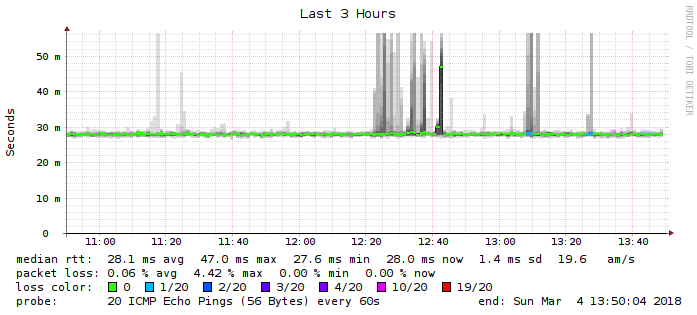 Last 3 Hours
RRDTOOL / TOBI OETIKER
Seconds
50 m
40 m
30 m
20 m
10 m
0
11:00 11:20 11:40 12:00 12:20 12:40 13:00 13:20 13:40
median rtt: 28.1 ms avg 47.0 ms max 27.6 ms min 28.0 ms now 1.4 ms sd 19.6 am/s
packet loss: 0.06 % avg 4.42 % max 0.00 % min 0.00 % now
loss color: 0 1/20 2/20 3/20 4/20 10/20 19/20
probe: 20 ICMP Echo Pings (56 Bytes) every 60s end: Sun Mar 4 13:50:04 2018